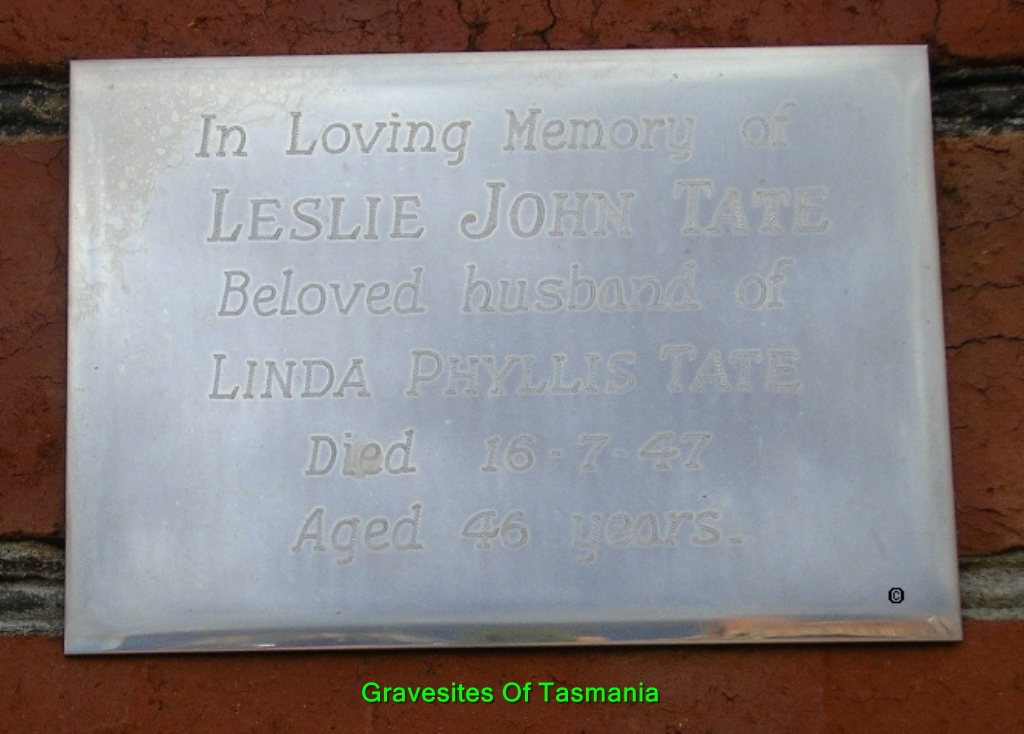 In Loving Memory of
LESLIE JOHN TATE
Beloved husband of
LINDA PHYLLIS TATE
Died 16-7-47
Aged 46 years.
©
Gravesites Of Tasmania